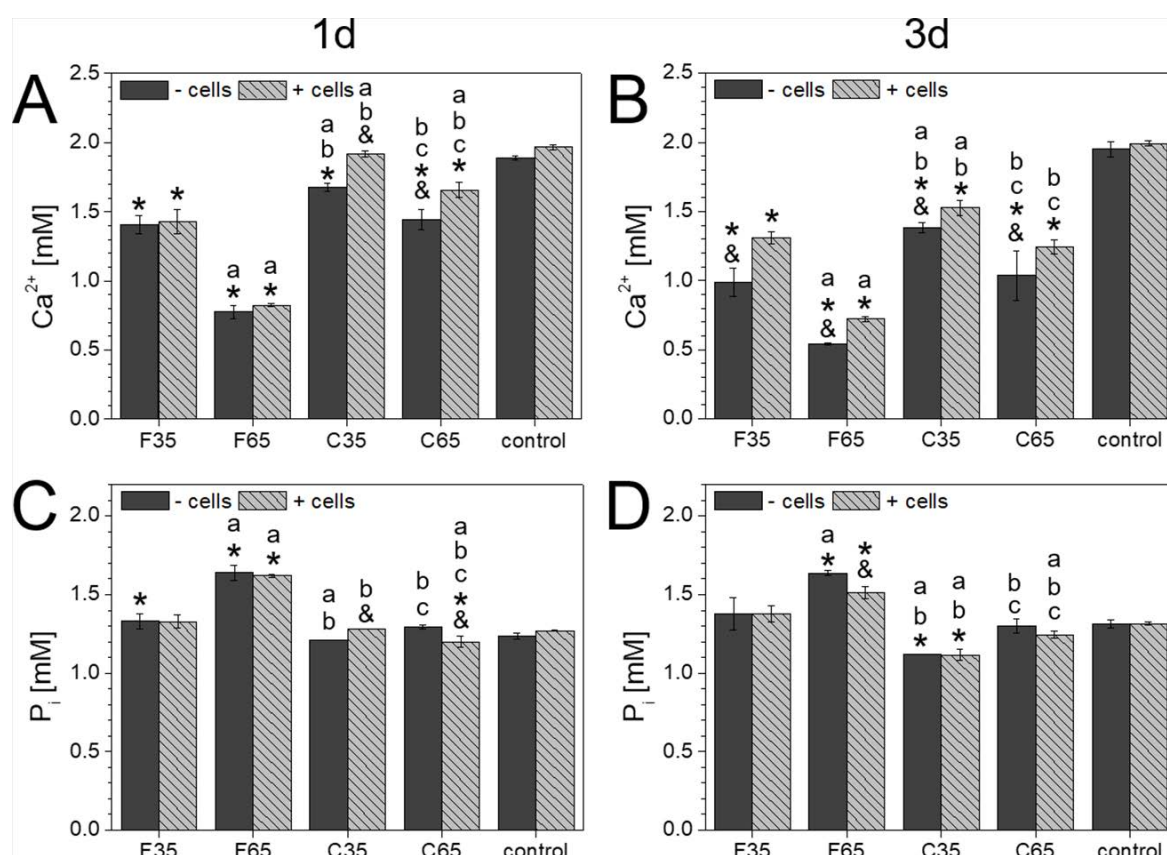 1d
3d
A
- cells + cells
Ca²⁺ [mM]
2.5
2.0
1.5
1.0
0.5
0.0
*
*
a
*
a
*
a
b
*
a
b
&
b
c
*
&
a
b
c
*
F35 F65 C35 C65 control
B
- cells + cells
Ca²⁺ [mM]
2.5
2.0
1.5
1.0
0.5
0.0
*
&
*
a
*
&
a
*
a
b
*
&
a
b
*
b
c
*
&
b
c
*
F35 F65 C35 C65 control
C
- cells + cells
Pᵢ [mM]
2.0
1.5
1.0
0.5
0.0
*
a
*
a
*
a
b
b
&
b
c
a
b
c
*
&
F35 F65 C35 C65 control
D
- cells + cells
Pᵢ [mM]
2.0
1.5
1.0
0.5
0.0
a
*
*
&
a
b
*
a
b
*
b
c
a
b
c
F35 F65 C35 C65 control